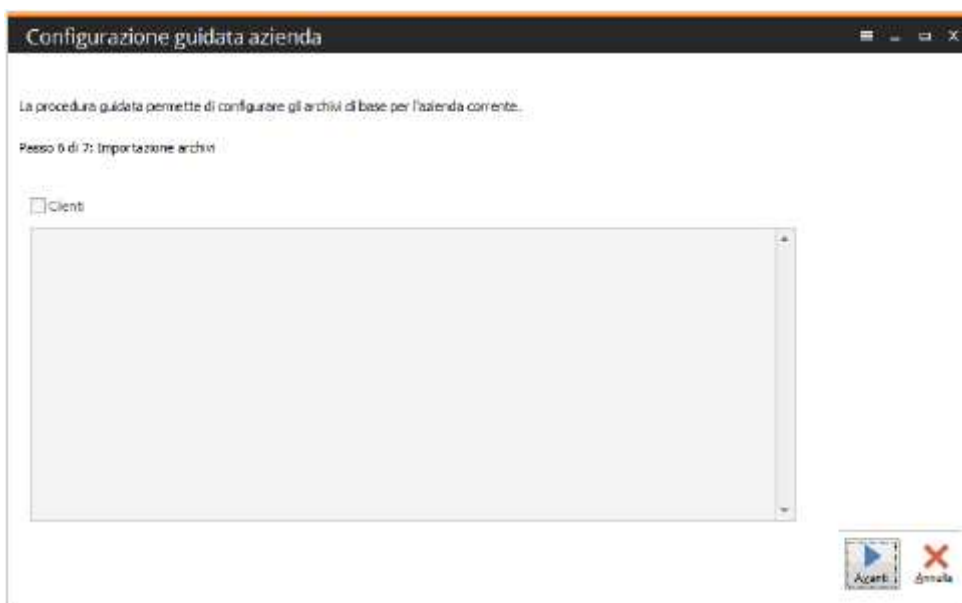 Configurazione guidata azienda
La procedura guidata permette di configurare gli archivi di base per l'azienda corrente.
Passo 6 di 7: Importazione archivi
Clienti
Avanti
Annulla